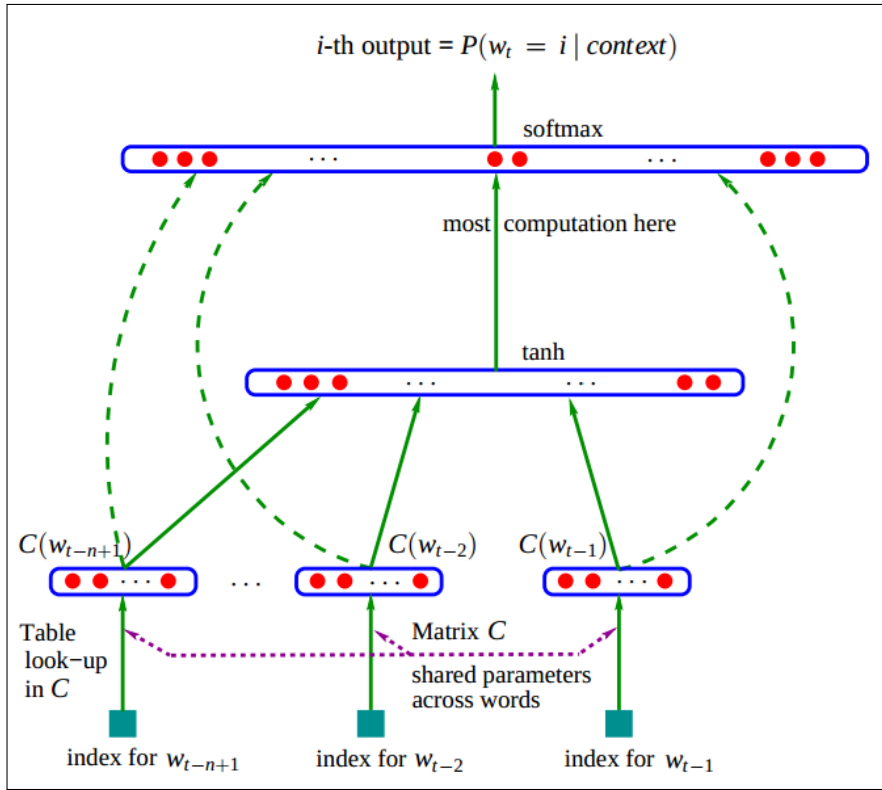 i-th output = P(w_t = i | context)
softmax
. . .
. . .
most computation here
tanh
. . .
. . .
C(w_{t−n+1})
C(w_{t−2})
C(w_{t−1})
. . .
. . .
. . .
. . .
Table
look−up
in C
Matrix C
shared parameters
across words
index for w_{t−n+1}
index for w_{t−2}
index for w_{t−1}